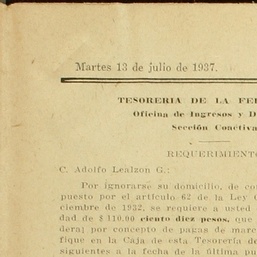 Martes 13 de julio de 1937.
TESORERIA DE LA FE
Oficina de Ingresos y D
Sección Coactiva
REQUERIMIENTO
C. Adolfo Lealzon G.:
Por ignorarse su domicilio, de co
puesto por el artículo 62 de la Ley
ciembre de 1932, se requiere a usted
dad de $ 110.00 ciento diez pesos, que
dera] por concepto de pagas de marc
fique en la Caja de esta Tesorería de
siguientes a la fecha de la última pu